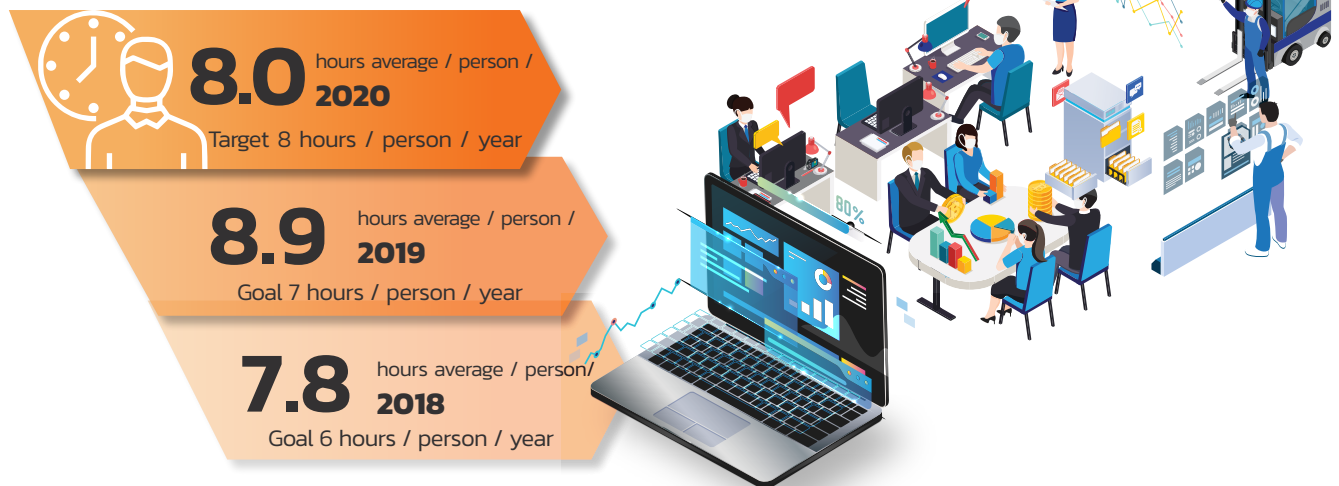 8.0 hours average / person /
2020
Target 8 hours / person / year
8.9 hours average / person /
2019
Goal 7 hours / person / year
7.8 hours average / person/
2018
Goal 6 hours / person / year
80%